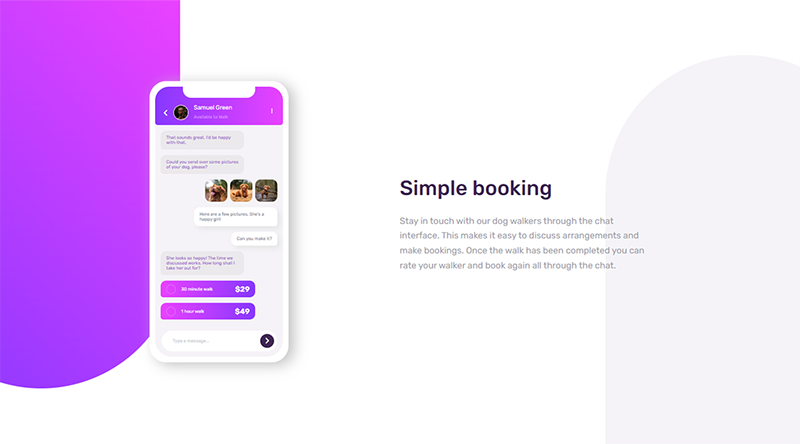 Samuel Green
Available to Walk
That sounds great. I'd be happy
with that.
Could you send over some pictures
of your dog, please?
Here are a few pictures. She's a
happy girl!
Can you make it?
She looks so happy! The time we
discussed works. How long shall I
take her out for?
30 minute walk
$29
1 hour walk
$49
Type a message…
Simple booking
Stay in touch with our dog walkers through the chat
interface. This makes it easy to discuss arrangements and
make bookings. Once the walk has been completed you can
rate your walker and book again all through the chat.